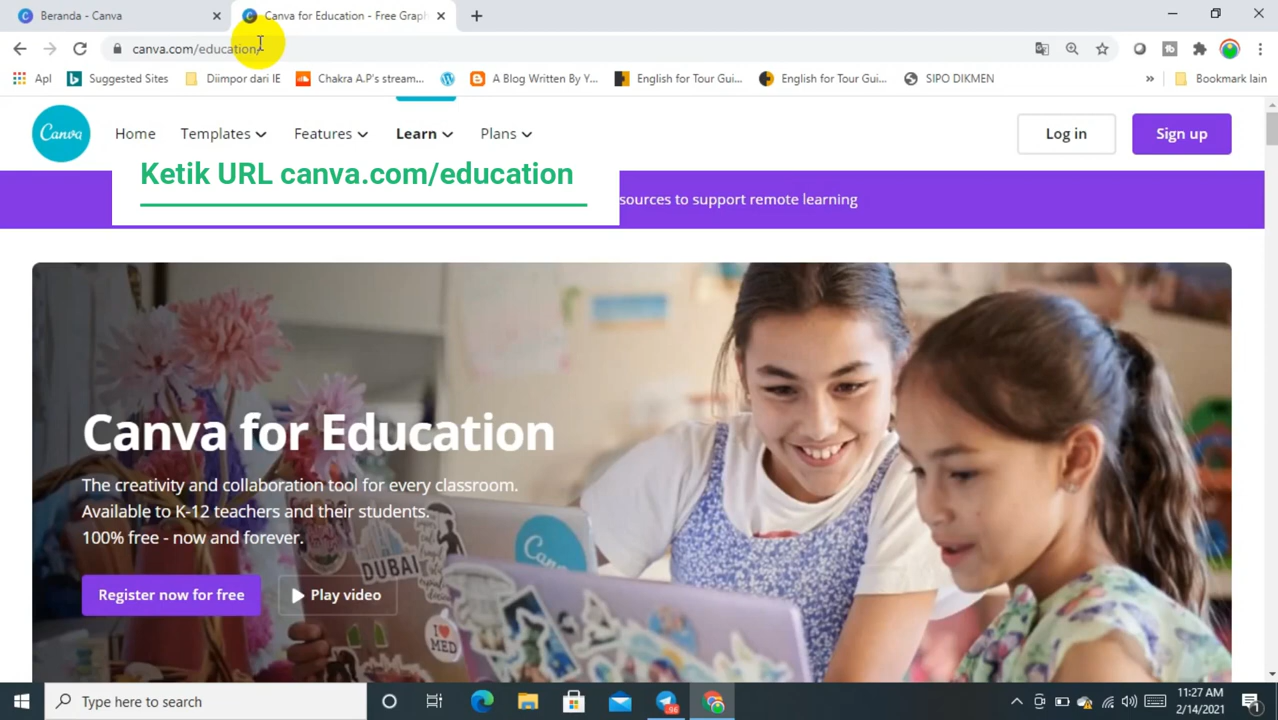 Beranda - Canva
Canva for Education - Free Graph
canva.com/education/
Apl
Suggested Sites
Diimpor dari IE
Chakra A.P's stream...
A Blog Written By Y...
English for Tour Gui...
English for Tour Gui...
SIPO DIKMEN
»
Bookmark lain
Canva
Home
Templates
Features
Learn
Plans
Log in
Sign up
Ketik URL canva.com/education
sources to support remote learning
Canva for Education
The creativity and collaboration tool for every classroom.
Available to K-12 teachers and their students.
100% free - now and forever.
Register now for free
Play video
DUBAI
I ♥
MED
Type here to search
11:27 AM
2/14/2021